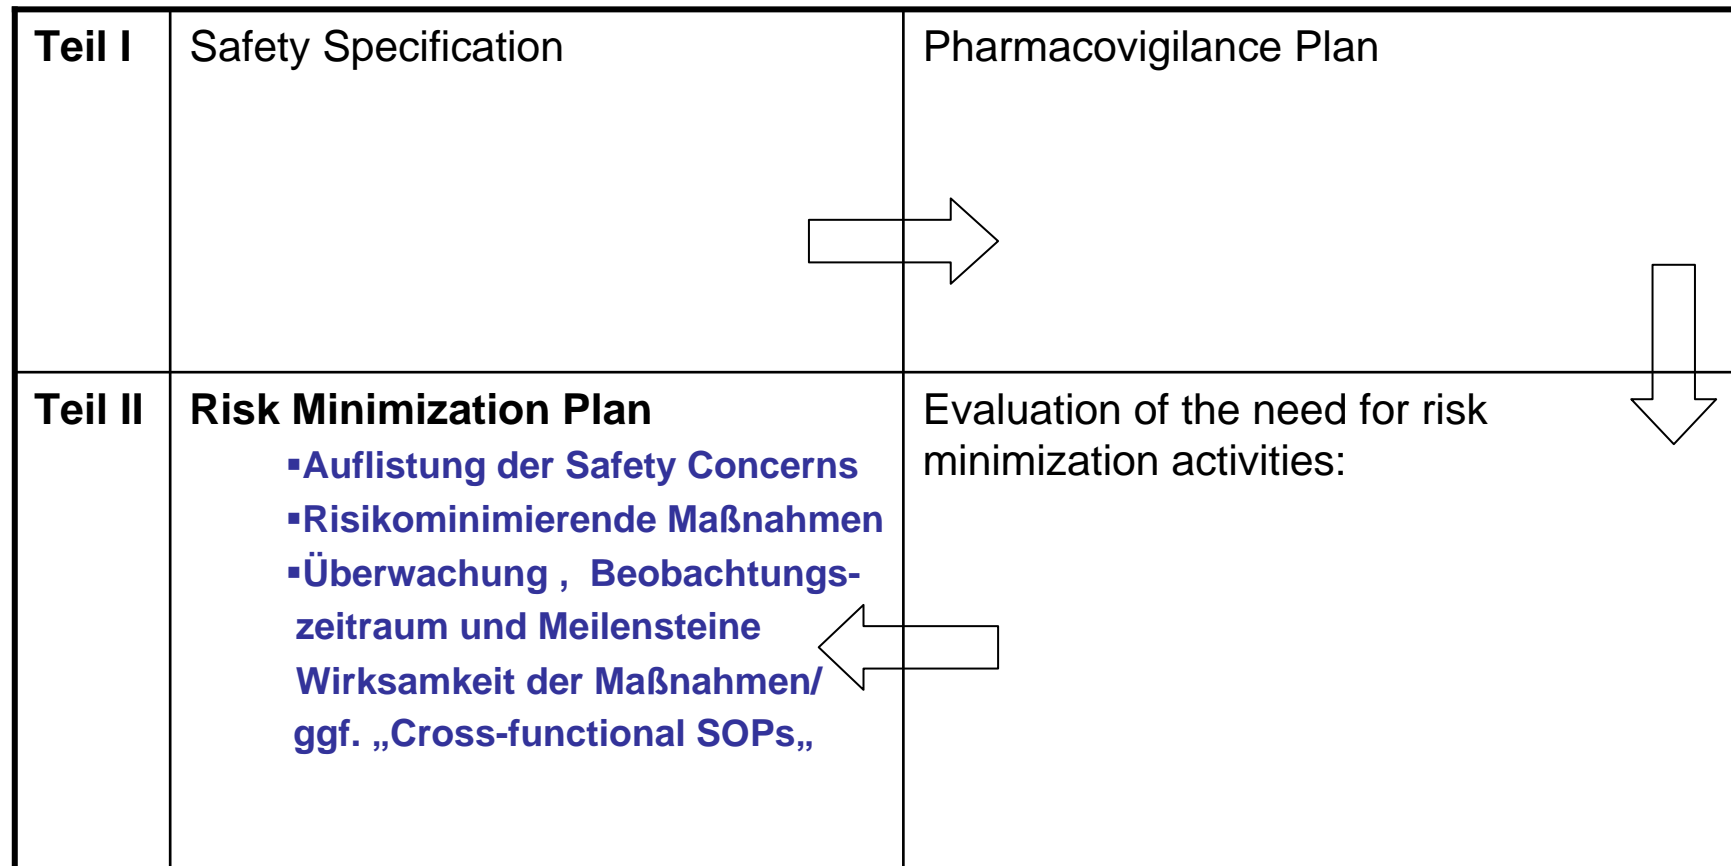 Teil I
Safety Specification
Pharmacovigilance Plan
Teil II
Risk Minimization Plan
▪Auflistung der Safety Concerns
▪Risikominimierende Maßnahmen
▪Überwachung , Beobachtungs-
zeitraum und Meilensteine
Wirksamkeit der Maßnahmen/
ggf. „Cross-functional SOPs„
Evaluation of the need for risk
minimization activities: